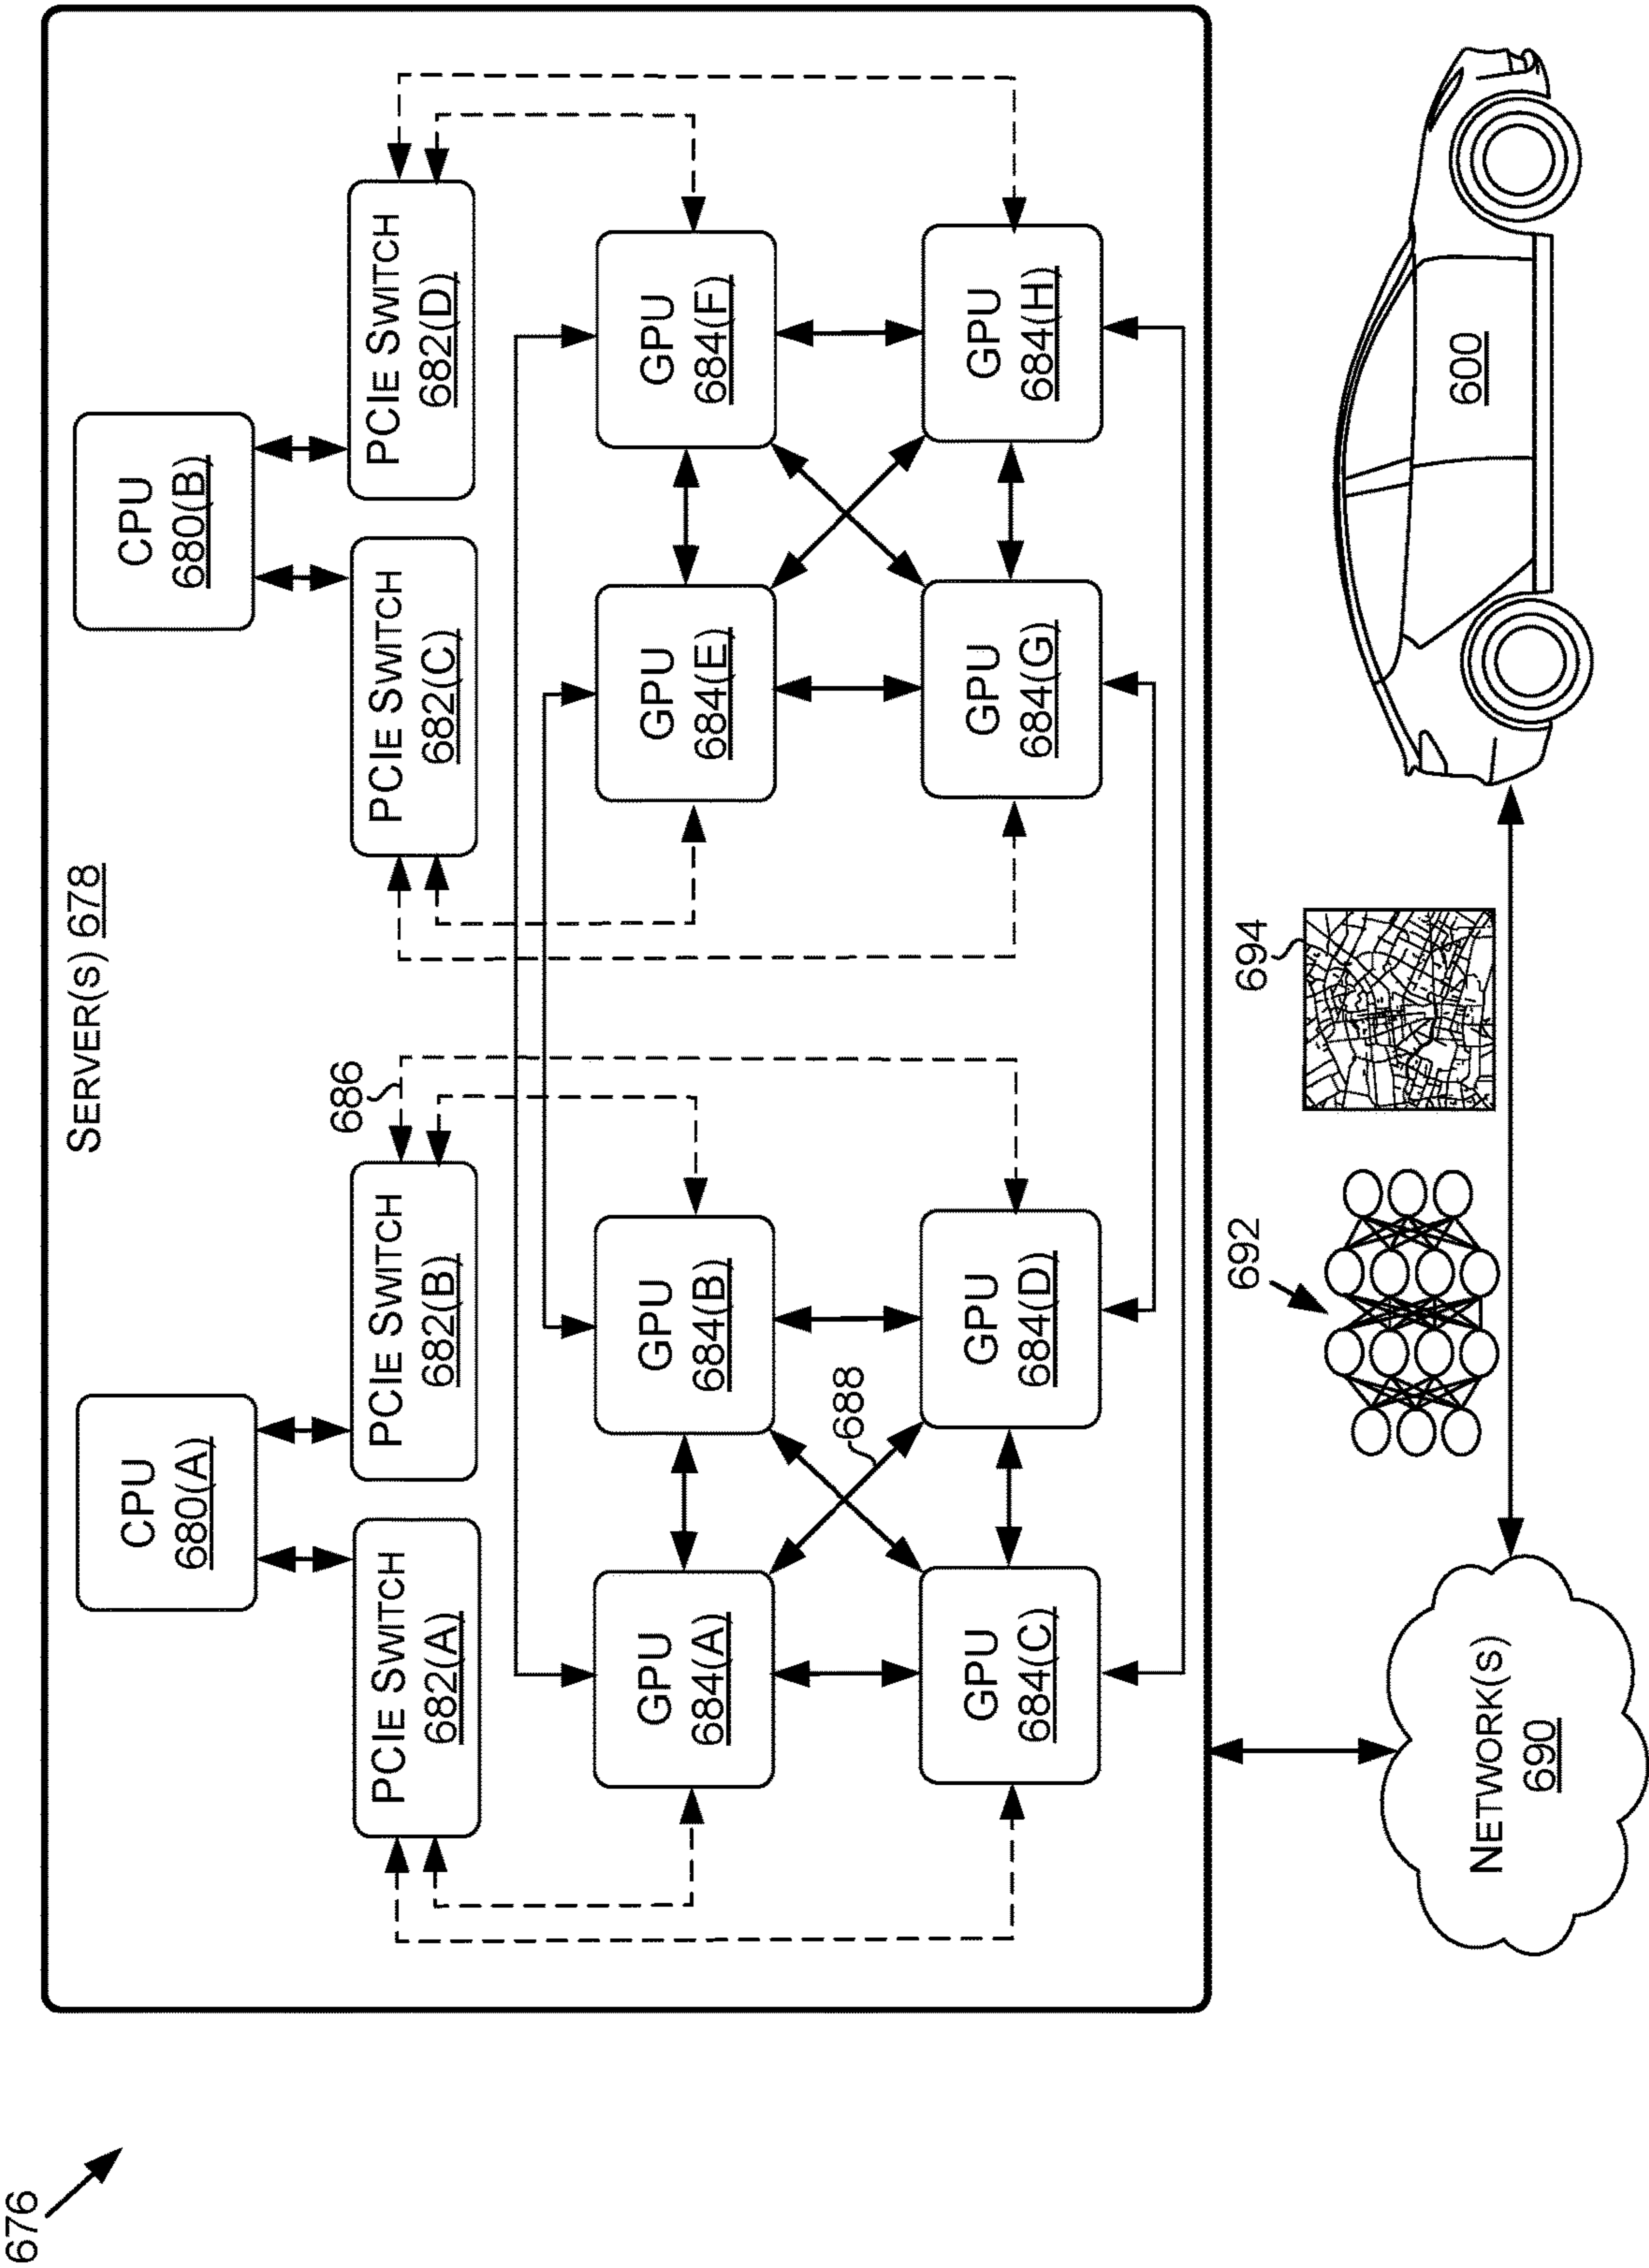 676
SERVER(S) 678
CPU
680(A)
CPU
680(B)
PCIE SWITCH
682(A)
PCIE SWITCH
682(B)
686
PCIE SWITCH
682(C)
PCIE SWITCH
682(D)
GPU
684(A)
GPU
684(B)
GPU
684(E)
GPU
684(F)
688
GPU
684(C)
GPU
684(D)
GPU
684(G)
GPU
684(H)
NETWORK(S)
690
692
694
600